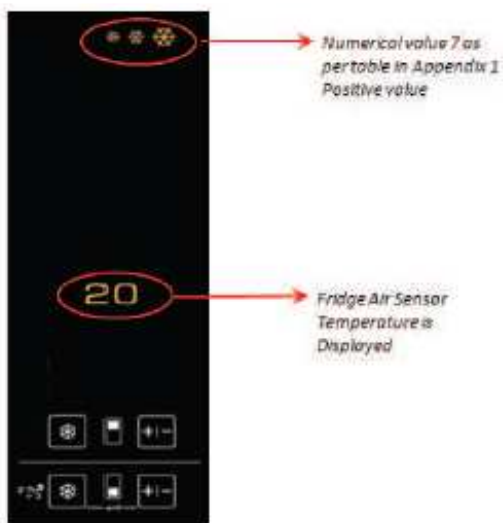 Numerical value 7 as
per table in Appendix 1
Positive value
20
Fridge Air Sensor
Temperature is
Displayed
+|-
+|-